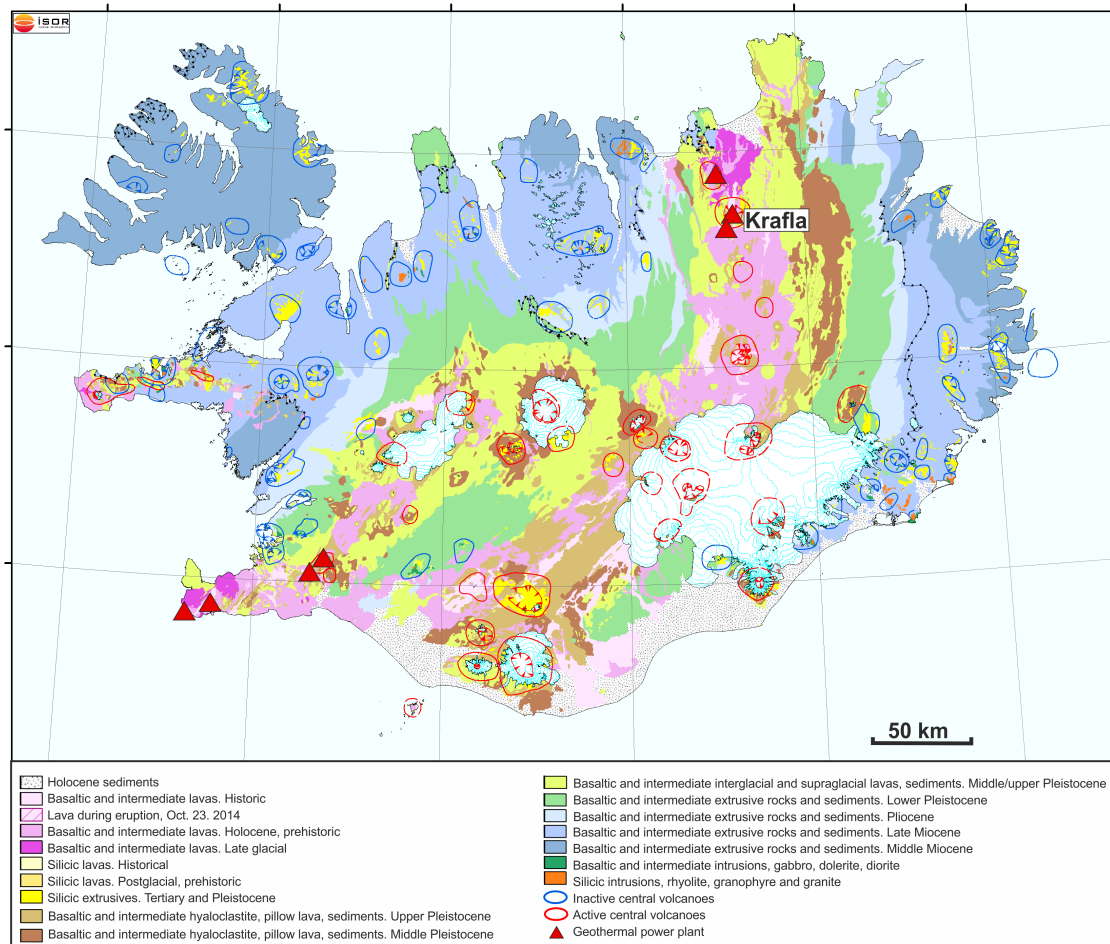 ísor
Krafla
50 km
Holocene sediments
Basaltic and intermediate lavas. Historic
Lava during eruption, Oct. 23. 2014
Basaltic and intermediate lavas. Holocene, prehistoric
Basaltic and intermediate lavas. Late glacial
Silicic lavas. Historical
Silicic lavas. Postglacial, prehistoric
Silicic extrusives. Tertiary and Pleistocene
Basaltic and intermediate hyaloclastite, pillow lava, sediments. Upper Pleistocene
Basaltic and intermediate hyaloclastite, pillow lava, sediments. Middle Pleistocene
Basaltic and intermediate interglacial and supraglacial lavas, sediments. Middle/upper Pleistocene
Basaltic and intermediate extrusive rocks and sediments. Lower Pleistocene
Basaltic and intermediate extrusive rocks and sediments. Pliocene
Basaltic and intermediate extrusive rocks and sediments. Late Miocene
Basaltic and intermediate extrusive rocks and sediments. Middle Miocene
Basaltic and intermediate intrusions, gabbro, dolerite, diorite
Silicic intrusions, rhyolite, granophyre and granite
Inactive central volcanoes
Active central volcanoes
Geothermal power plant